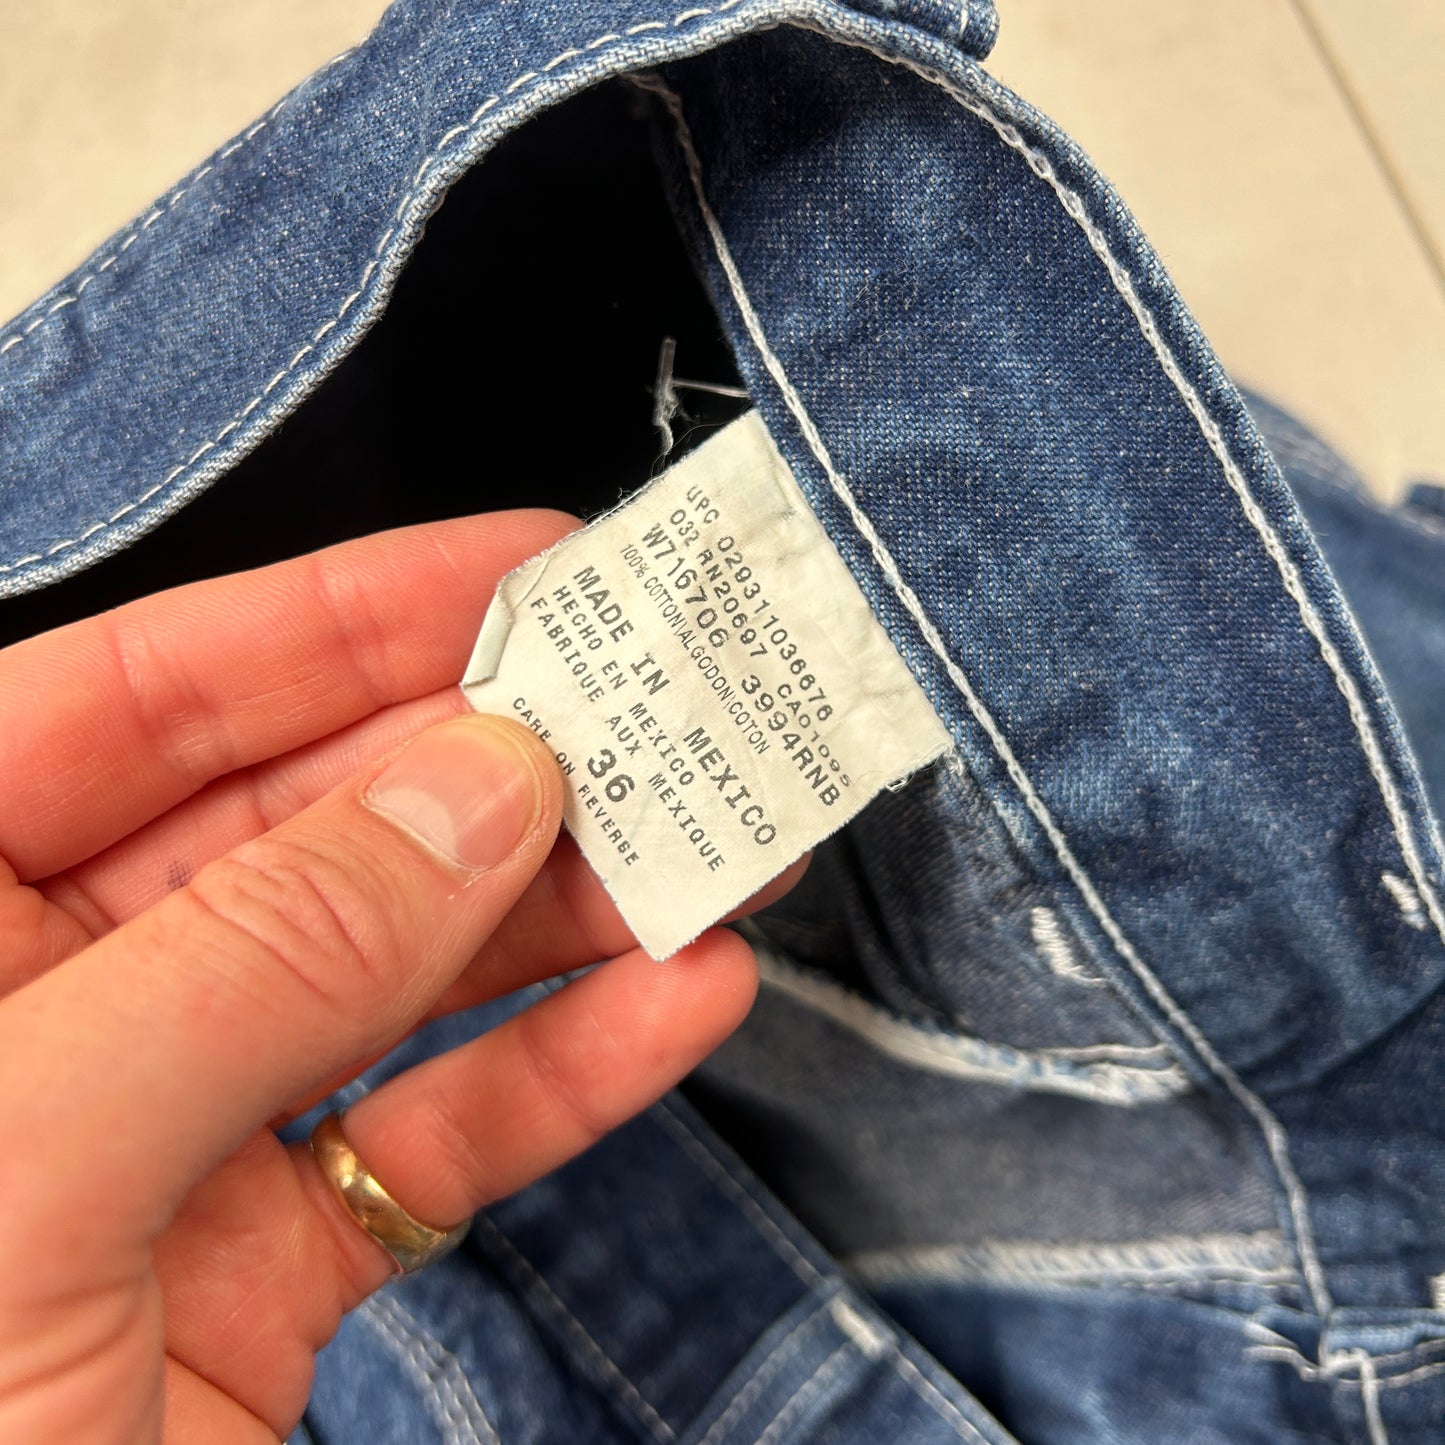 UPC 029311036676
032 RN20697 CA01095
W716706 3994RNB
100% COTTON\ALGODON\COTON
MADE IN MEXICO
HECHO EN MEXICO
FABRIQUE AUX MEXIQUE
36
CARE ON REVERSE